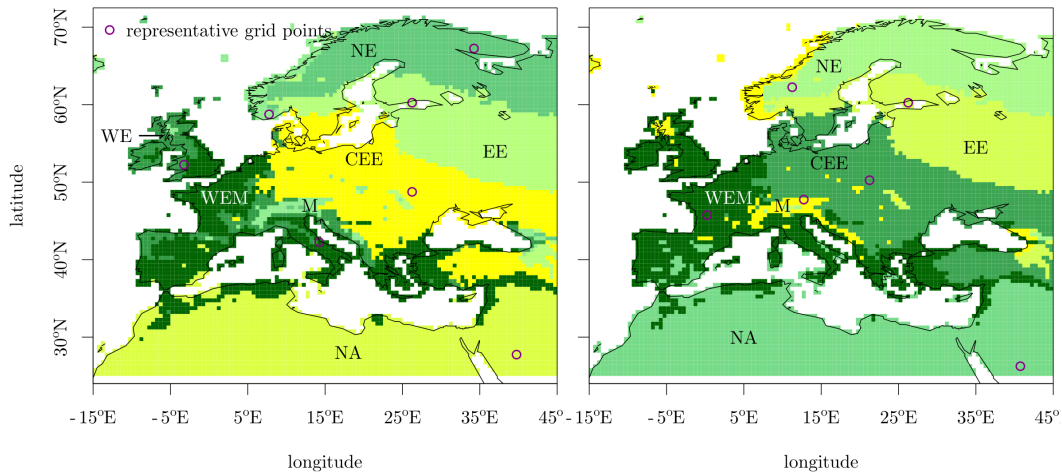 representative grid points
NE
WE
CEE
EE
WEM
M
NA
NE
CEE
EE
WEM
M
NA
70°N
60°N
50°N
40°N
30°N
latitude
-15°E -5°E 5°E 15°E 25°E 35°E 45°E
-15°E -5°E 5°E 15°E 25°E 35°E 45°
longitude
longitude